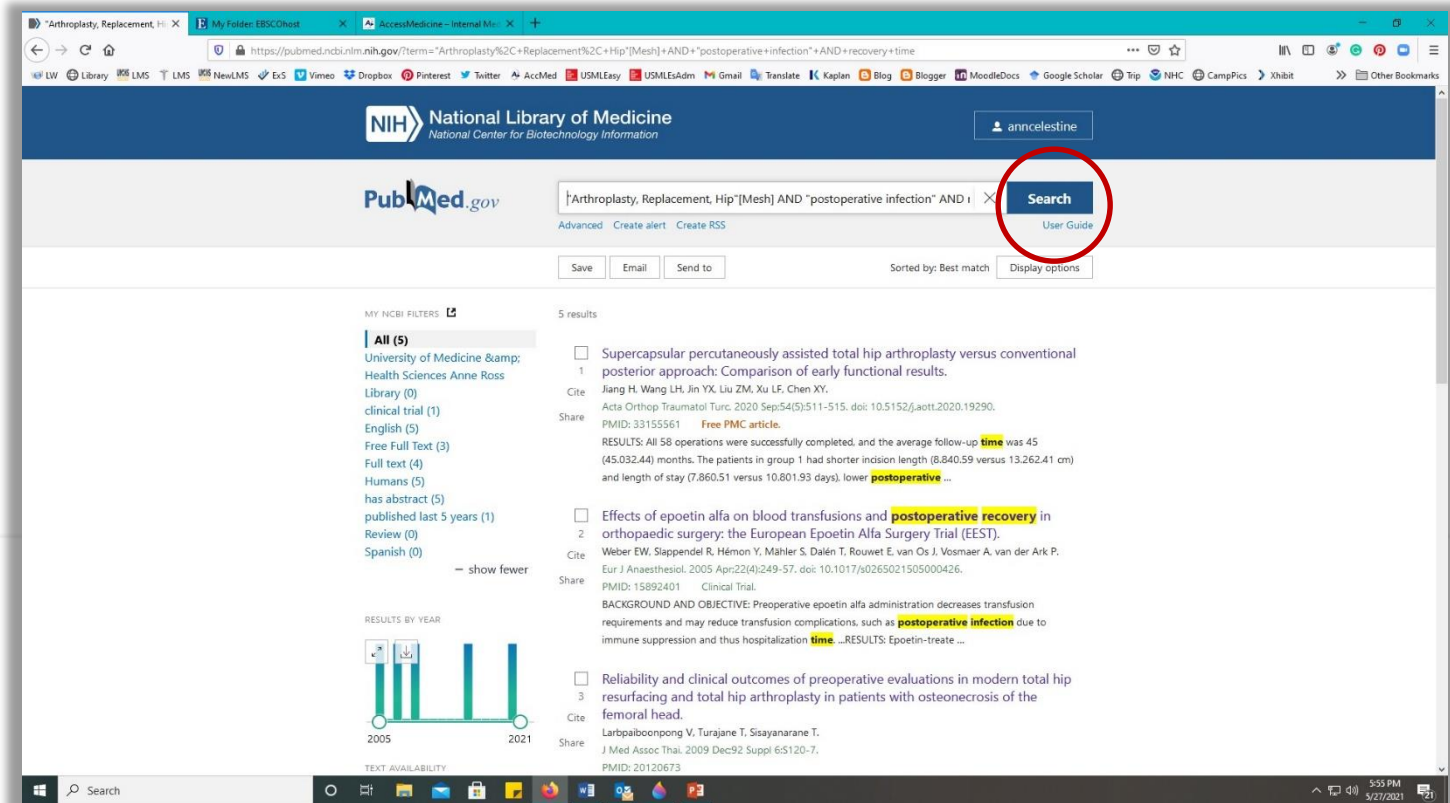 "Arthroplasty, Replacement, Hi
My Folder: EBSCOhost
AccessMedicine – Internal Med
https://pubmed.ncbi.nlm.nih.gov/?term="Arthroplasty%2C+Replacement%2C+Hip"[Mesh]+AND+"postoperative+infection"+AND+recovery+time
LW Library LMS LMS NewLMS ExS Vimeo Dropbox Pinterest Twitter AccMed USMLEasy USMLEsAdm Gmail Translate Kaplan Blog Blogger MoodleDocs Google Scholar Trip NHC CampPics Xhibit Other Bookmarks
NIH National Library of Medicine
National Center for Biotechnology Information
anncelestine
PubMed.gov
"Arthroplasty, Replacement, Hip"[Mesh] AND "postoperative infection" AND r
Search
Advanced Create alert Create RSS
User Guide
Save Email Send to
Sorted by: Best match
Display options
MY NCBI FILTERS
All (5)
University of Medicine &amp;
Health Sciences Anne Ross
Library (0)
clinical trial (1)
English (5)
Free Full Text (3)
Full text (4)
Humans (5)
has abstract (5)
published last 5 years (1)
Review (0)
Spanish (0)
— show fewer
RESULTS BY YEAR
2005 2021
TEXT AVAILABILITY
5 results
1
Cite
Share
Supercapsular percutaneously assisted total hip arthroplasty versus conventional
posterior approach: Comparison of early functional results.
Jiang H, Wang LH, Jin YX, Liu ZM, Xu LF, Chen XY.
Acta Orthop Traumatol Turc. 2020 Sep;54(5):511-515. doi: 10.5152/j.aott.2020.19290.
PMID: 33155561 Free PMC article.
RESULTS: All 58 operations were successfully completed, and the average follow-up time was 45
(45.032.44) months. The patients in group 1 had shorter incision length (8.840.59 versus 13.262.41 cm)
and length of stay (7.860.51 versus 10.801.93 days), lower postoperative ...
2
Cite
Share
Effects of epoetin alfa on blood transfusions and postoperative recovery in
orthopaedic surgery: the European Epoetin Alfa Surgery Trial (EEST).
Weber EW, Slappendel R, Hémon Y, Mähler S, Dalén T, Rouwet E, van Os J, Vosmaer A, van der Ark P.
Eur J Anaesthesiol. 2005 Apr;22(4):249-57. doi: 10.1017/s0265021505000426.
PMID: 15892401 Clinical Trial.
BACKGROUND AND OBJECTIVE: Preoperative epoetin alfa administration decreases transfusion
requirements and may reduce transfusion complications, such as postoperative infection due to
immune suppression and thus hospitalization time. ...RESULTS: Epoetin-treate ...
3
Cite
Share
Reliability and clinical outcomes of preoperative evaluations in modern total hip
resurfacing and total hip arthroplasty in patients with osteonecrosis of the
femoral head.
Larbpaiboonpong V, Turajane T, Sisayanarane T.
J Med Assoc Thai. 2009 Dec;92 Suppl 6:S120-7.
PMID: 20120673
Search
5:55 PM
5/27/2021
21